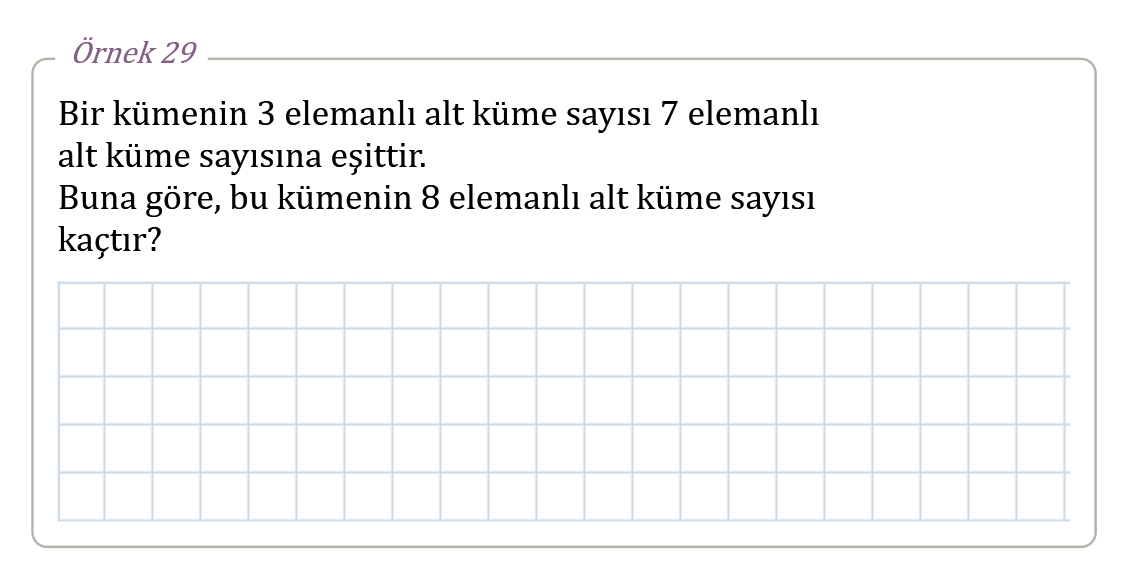 Örnek 29
Bir kümenin 3 elemanlı alt küme sayısı 7 elemanlı
alt küme sayısına eşittir.
Buna göre, bu kümenin 8 elemanlı alt küme sayısı
kaçtır?